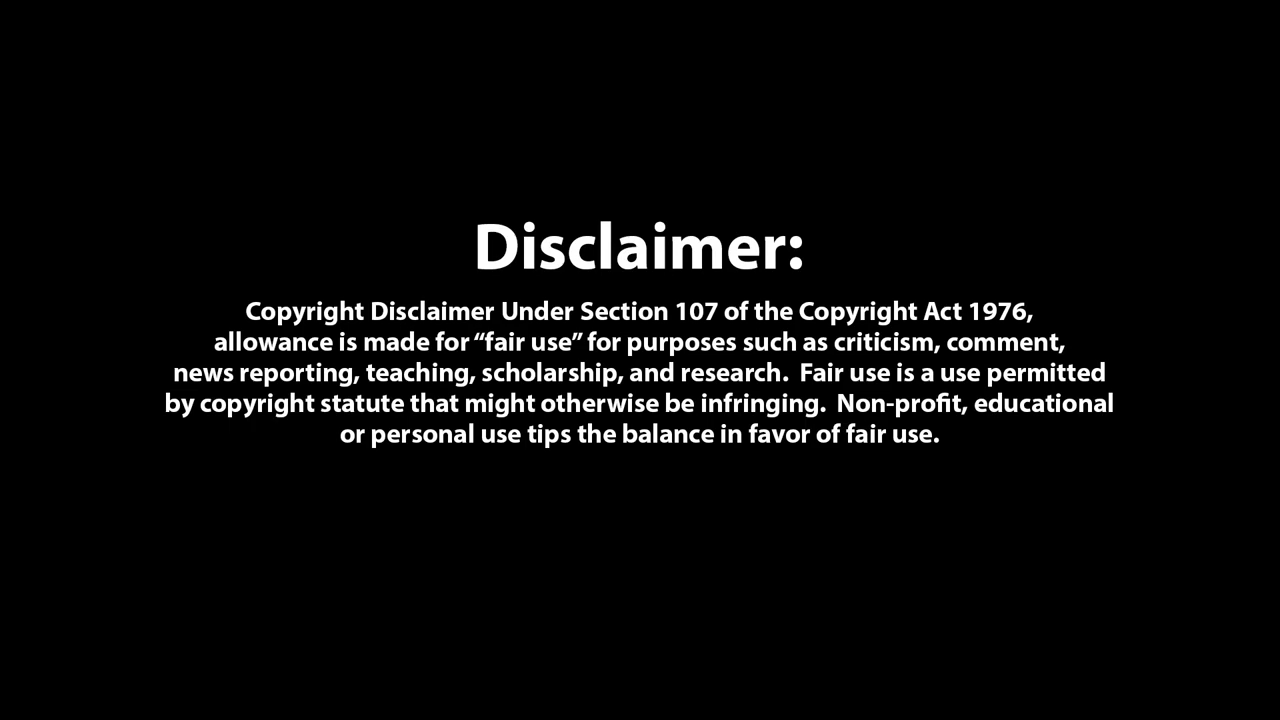 Disclaimer:
Copyright Disclaimer Under Section 107 of the Copyright Act 1976,
allowance is made for “fair use” for purposes such as criticism, comment,
news reporting, teaching, scholarship, and research.  Fair use is a use permitted
by copyright statute that might otherwise be infringing.  Non-profit, educational
or personal use tips the balance in favor of fair use.